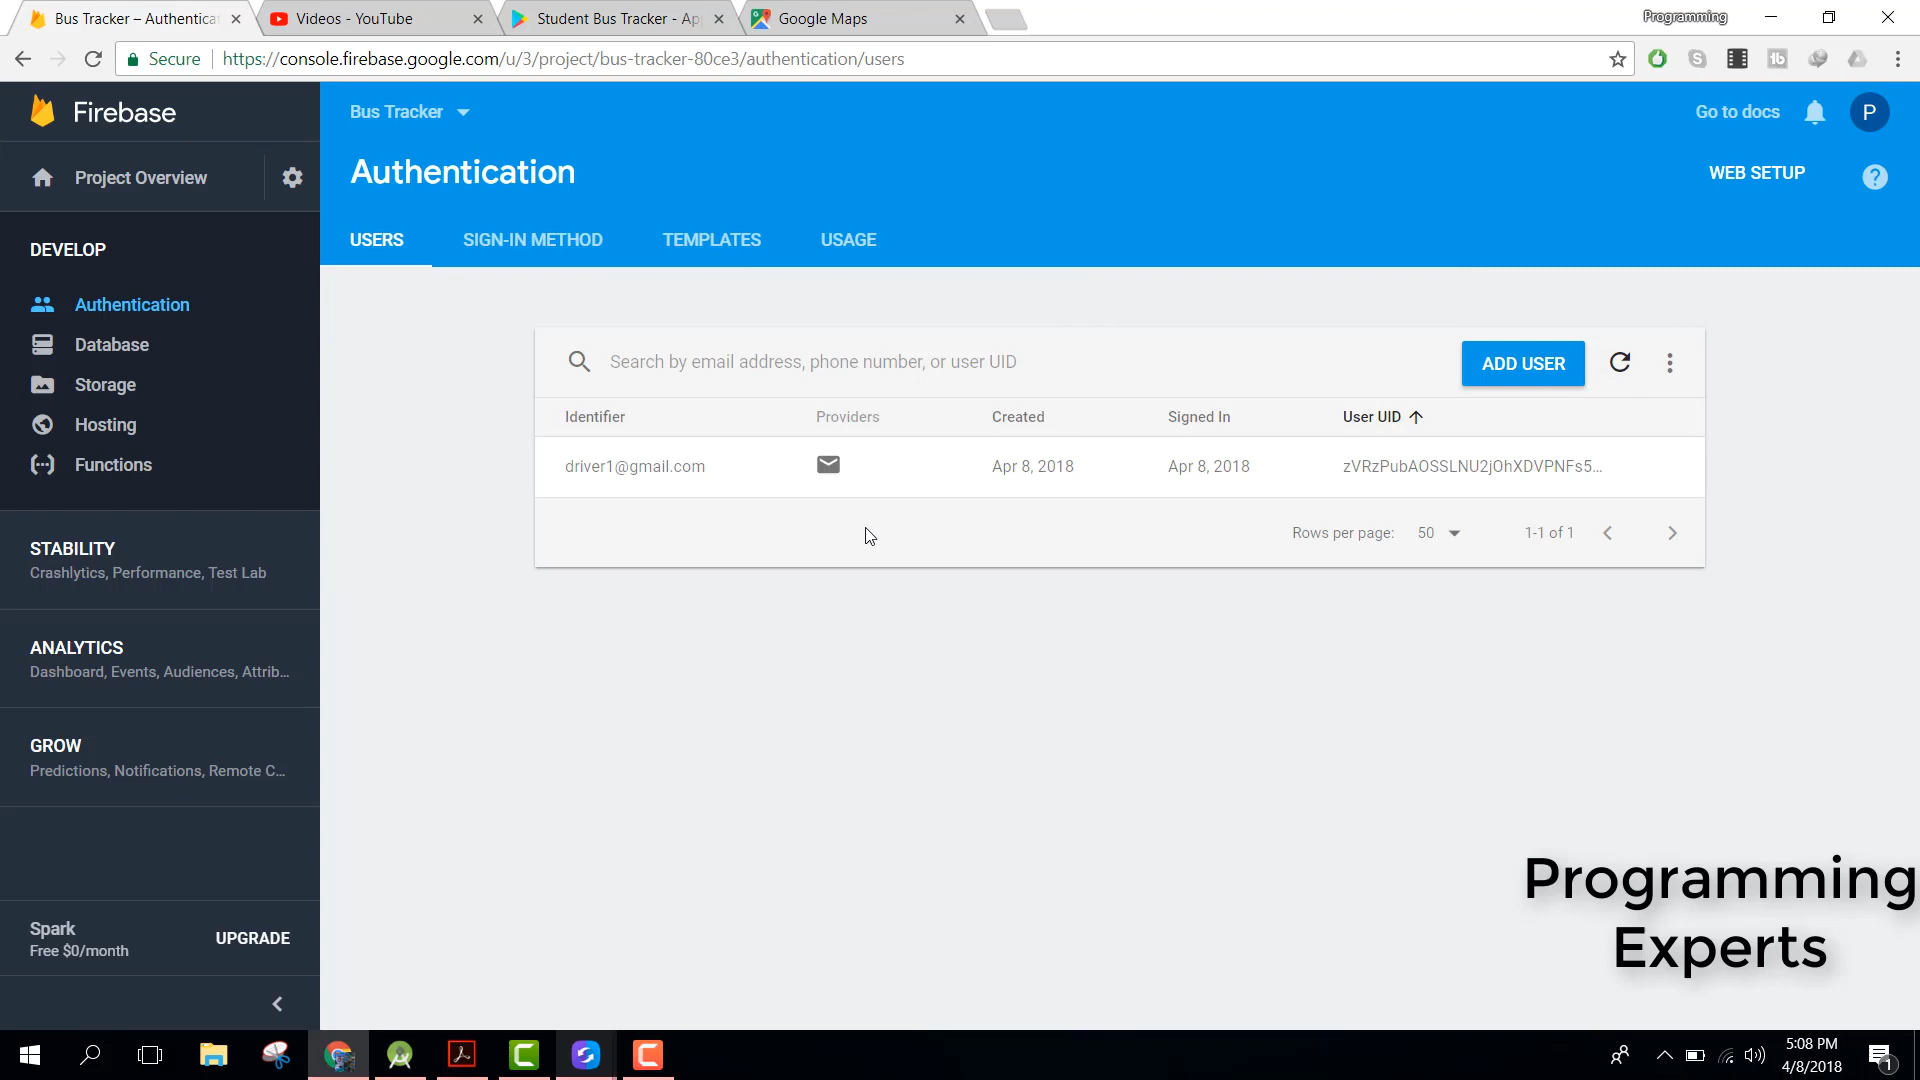 Bus Tracker – Authenticat
Videos - YouTube
Student Bus Tracker - Ap
Google Maps
Programming
Secure
https://console.firebase.google.com/u/3/project/bus-tracker-80ce3/authentication/users
Firebase
Bus Tracker
Go to docs
P
Project Overview
Authentication
WEB SETUP
?
USERS
SIGN-IN METHOD
TEMPLATES
USAGE
DEVELOP
Authentication
Database
Storage
Hosting
Functions
Search by email address, phone number, or user UID
ADD USER
Identifier
Providers
Created
Signed In
User UID
driver1@gmail.com
Apr 8, 2018
Apr 8, 2018
zVRzPubAOSSLNU2jOhXDVPNFs5...
Rows per page:
50
1-1 of 1
STABILITY
Crashlytics, Performance, Test Lab
ANALYTICS
Dashboard, Events, Audiences, Attrib...
GROW
Predictions, Notifications, Remote C...
Spark
Free $0/month
UPGRADE
Programming
Experts
5:08 PM
4/8/2018
1